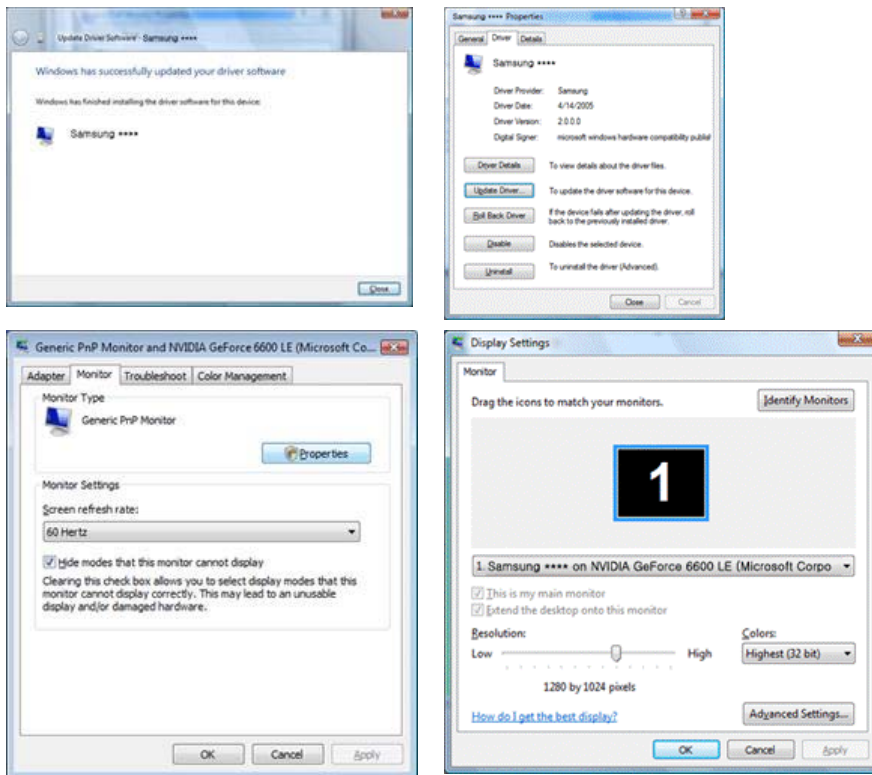 Update Driver Software - Samsung ****
Windows has successfully updated your driver software
Windows has finished installing the driver software for this device:
Samsung ****
Close
Samsung **** Properties
General Driver Details
Samsung ****
Driver Provider: Samsung
Driver Date: 4/14/2005
Driver Version: 2.0.0.0
Digital Signer: microsoft windows hardware compatibility publis
Driver Details To view details about the driver files.
Update Driver... To update the driver software for this device.
Roll Back Driver If the device fails after updating the driver, roll
back to the previously installed driver.
Disable Disables the selected device.
Uninstall To uninstall the driver (Advanced).
Close Cancel
Generic PnP Monitor and NVIDIA GeForce 6600 LE (Microsoft Co...
Adapter Monitor Troubleshoot Color Management
Monitor Type
Generic PnP Monitor
Properties
Monitor Settings
Screen refresh rate:
60 Hertz
Hide modes that this monitor cannot display
Clearing this check box allows you to select display modes that this
monitor cannot display correctly. This may lead to an unusable
display and/or damaged hardware.
OK Cancel Apply
Display Settings
Monitor
Drag the icons to match your monitors.
Identify Monitors
1
1. Samsung **** on NVIDIA GeForce 6600 LE (Microsoft Corpo
This is my main monitor
Extend the desktop onto this monitor
Resolution: Colors:
Low High Highest (32 bit)
1280 by 1024 pixels
How do I get the best display? Advanced Settings...
OK Cancel Apply